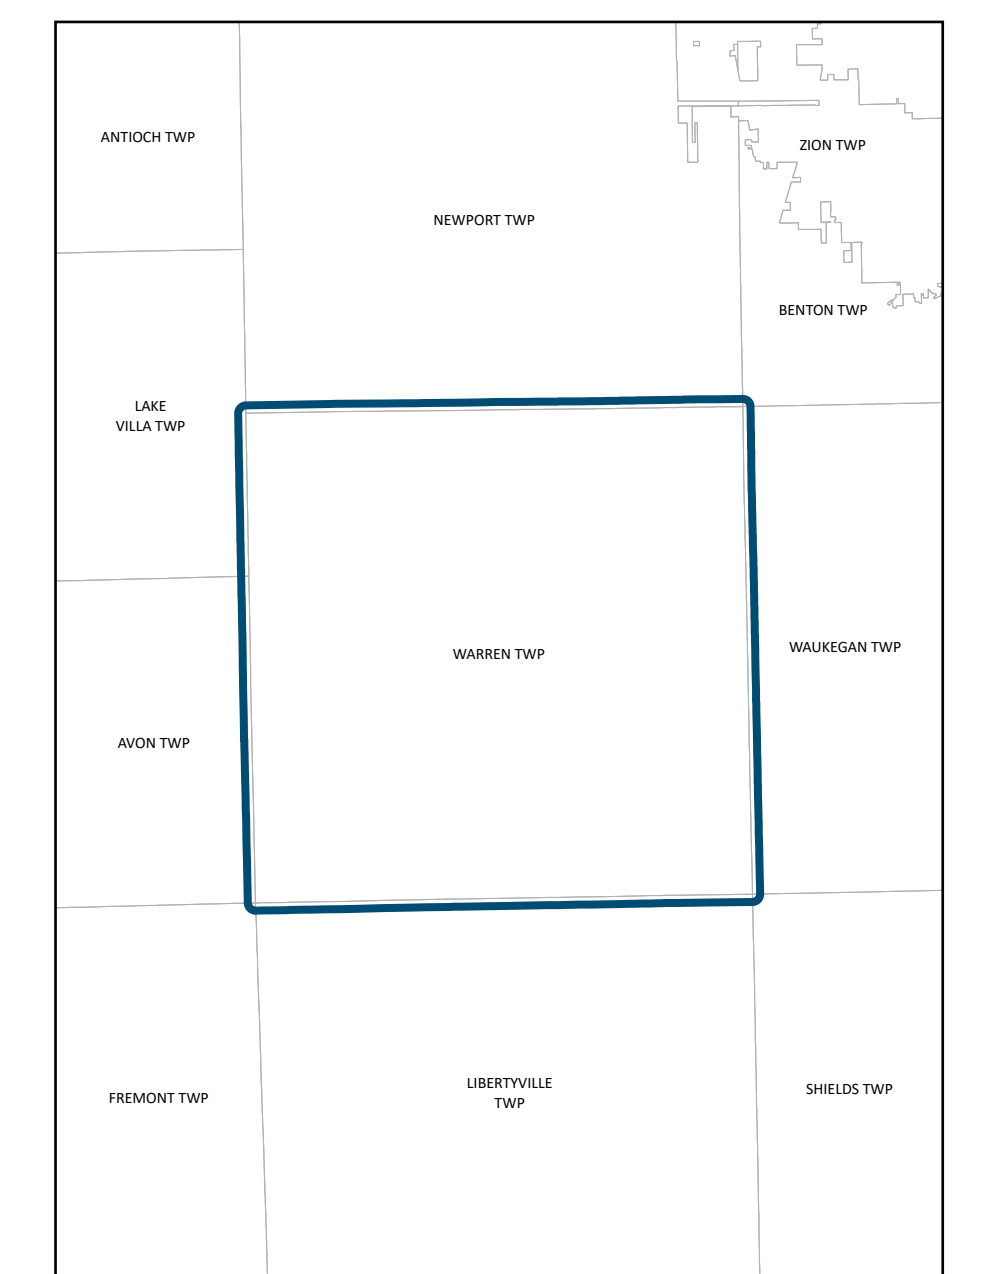 ANTIOCH TWP
ZION TWP
NEWPORT TWP
BENTON TWP
LAKE
VILLA TWP
WAUKEGAN TWP
WARREN TWP
AVON TWP
LIBERTYVILLE
TWP
SHIELDS TWP
FREMONT TWP